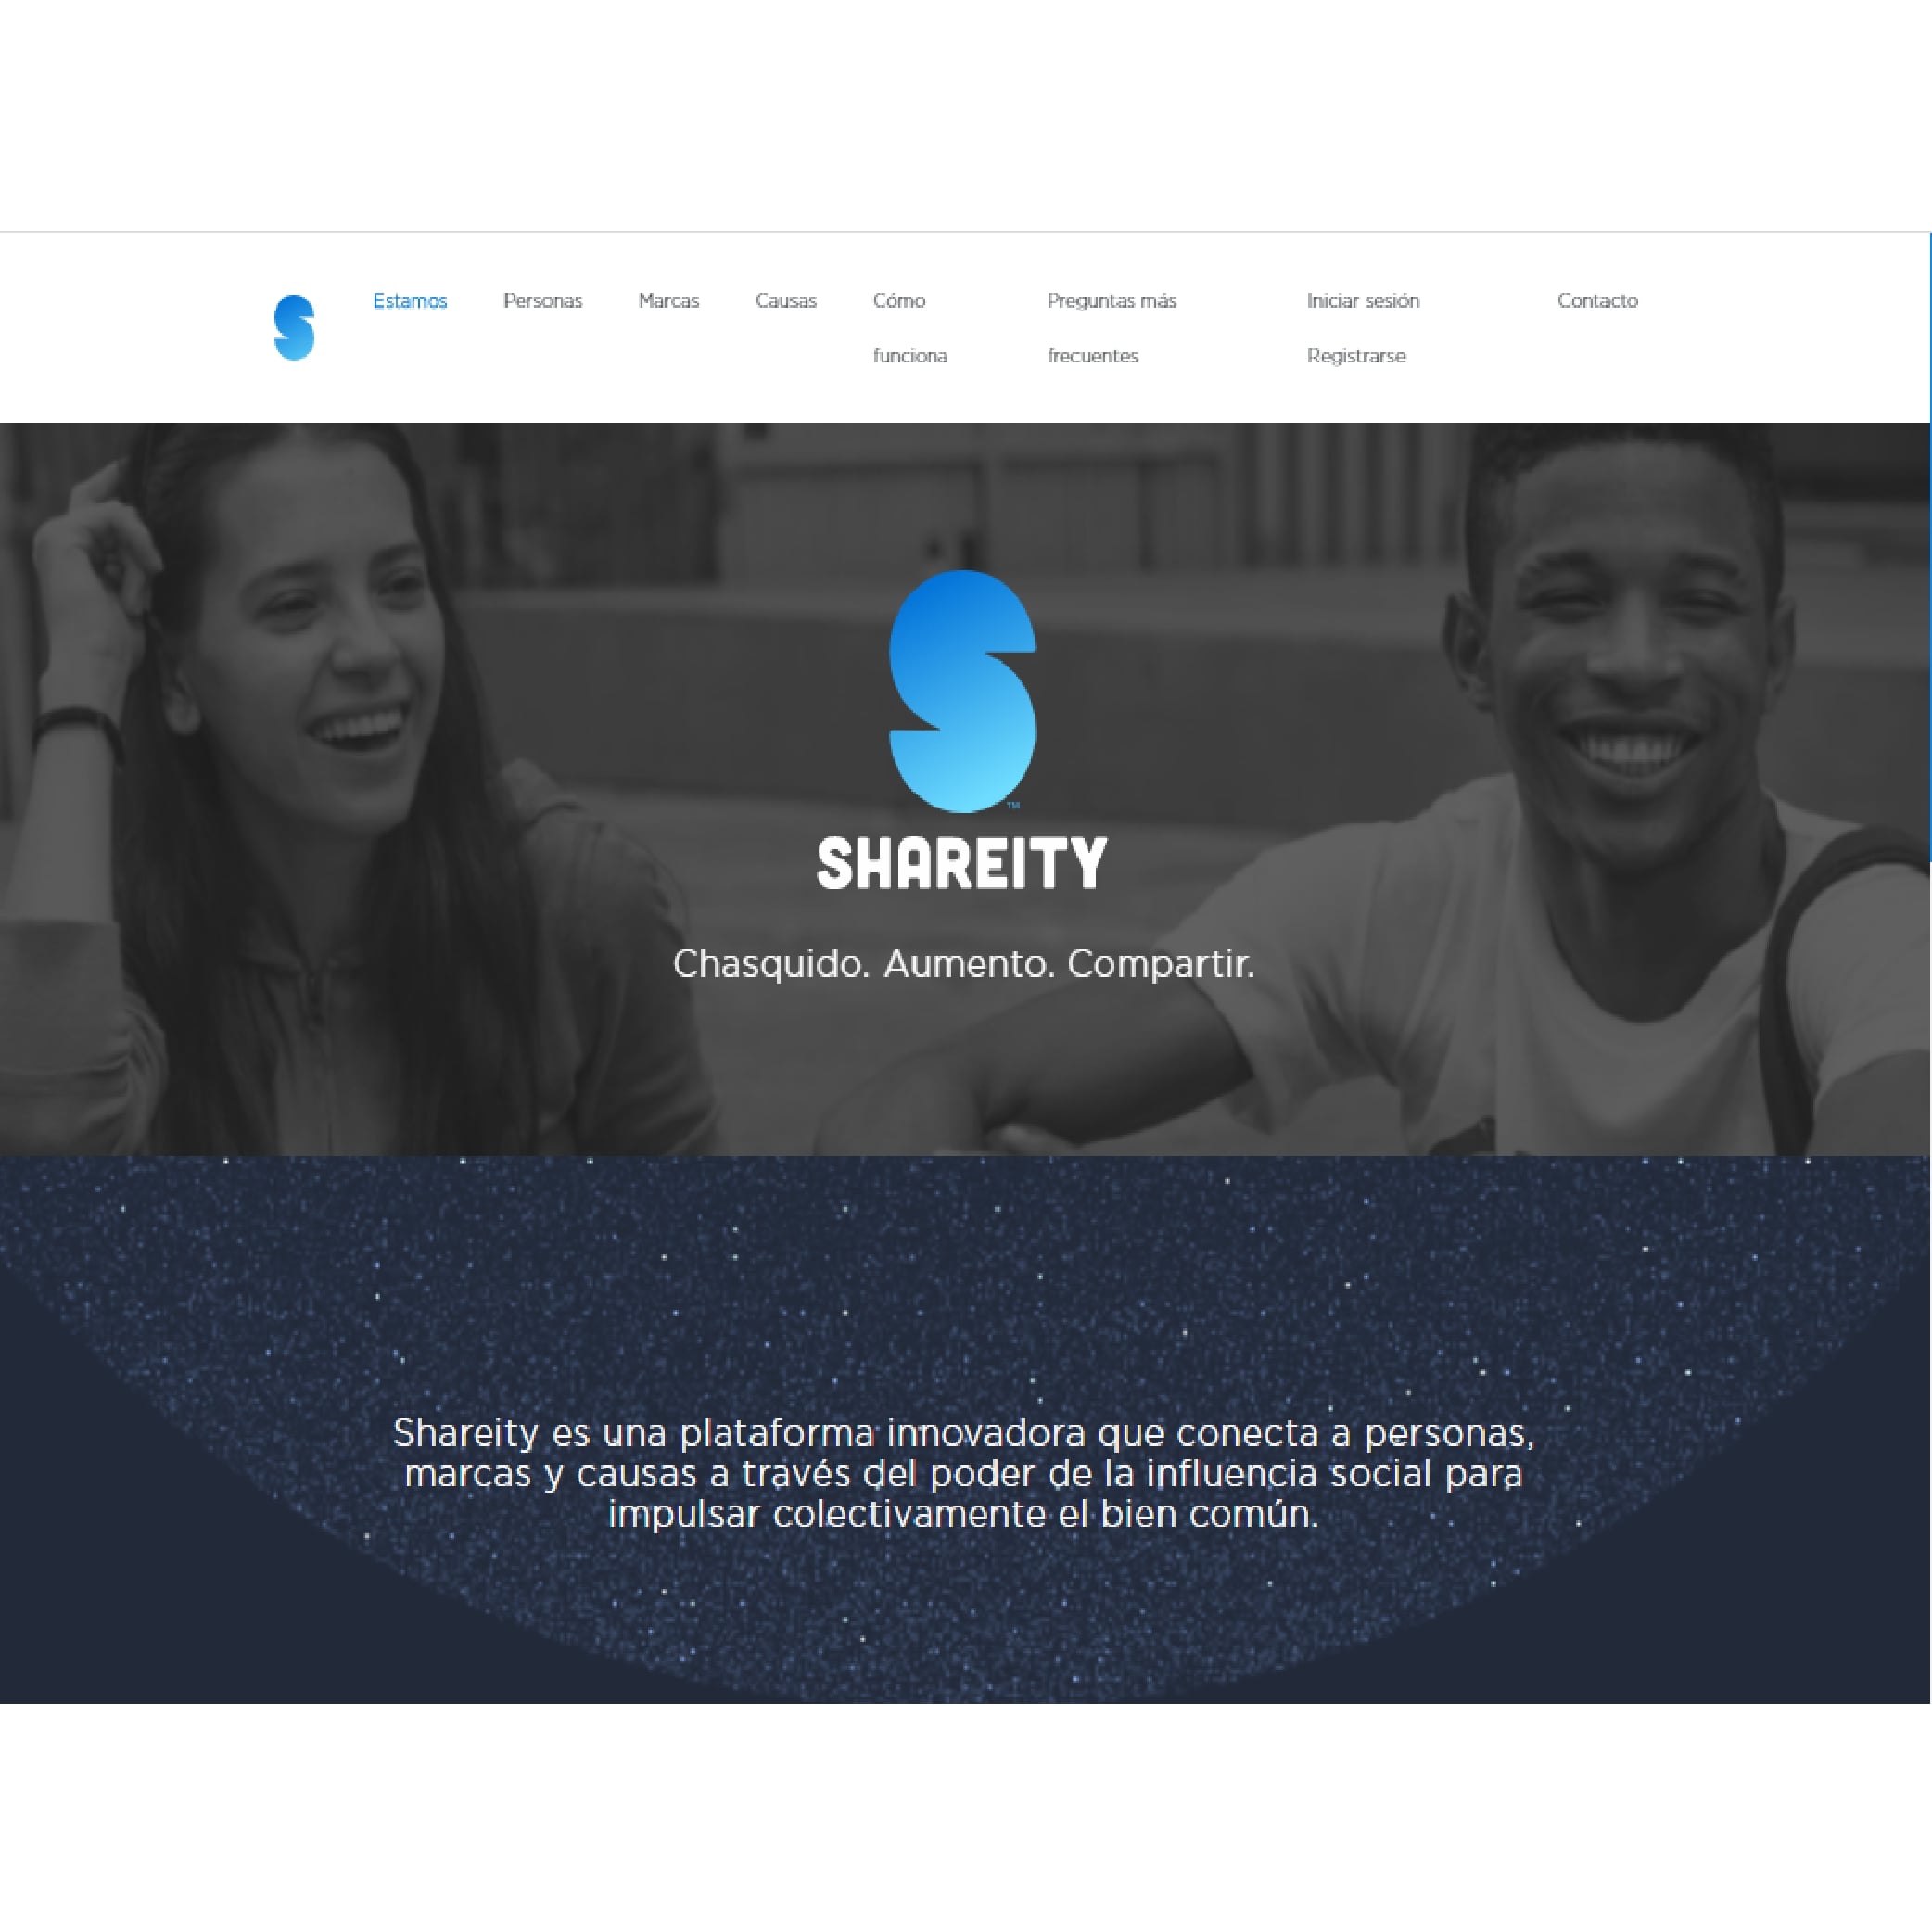 Estamos Personas Marcas Causas Cómo funciona Preguntas más frecuentes Iniciar sesión Registrarse Contacto
S
™
SHAREITY
Chasquido. Aumento. Compartir.
Shareity es una plataforma innovadora que conecta a personas,
marcas y causas a través del poder de la influencia social para
impulsar colectivamente el bien común.